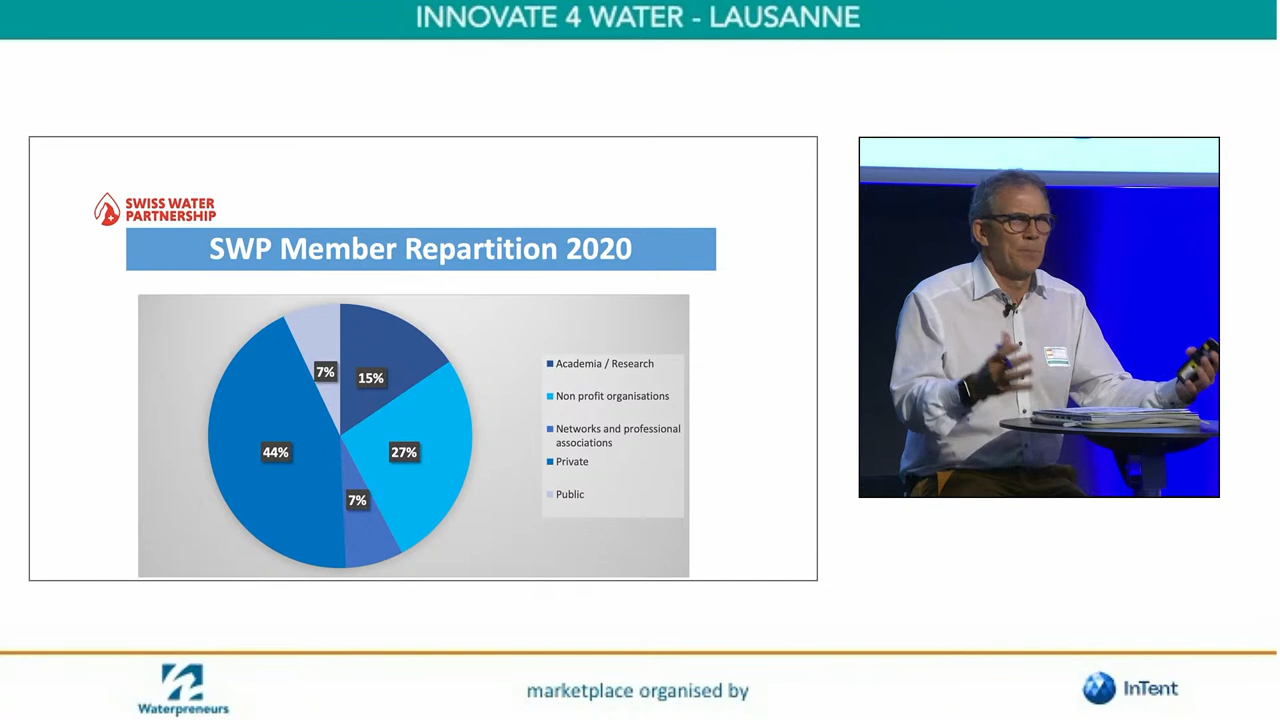 INNOVATE 4 WATER - LAUSANNE
SWISS WATER
PARTNERSHIP
SWP Member Repartition 2020
7%
15%
44%
27%
7%
Academia / Research
Non profit organisations
Networks and professional
associations
Private
Public
Waterpreneurs
marketplace organised by
InTent